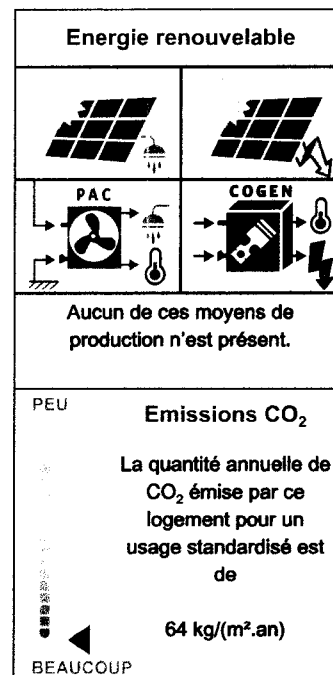 Energie renouvelable
PAC
COGEN
Aucun de ces moyens de
production n'est présent.
PEU
Emissions CO₂
La quantité annuelle de
CO₂ émise par ce
logement pour un
usage standardisé est
de
64 kg/(m².an)
BEAUCOUP